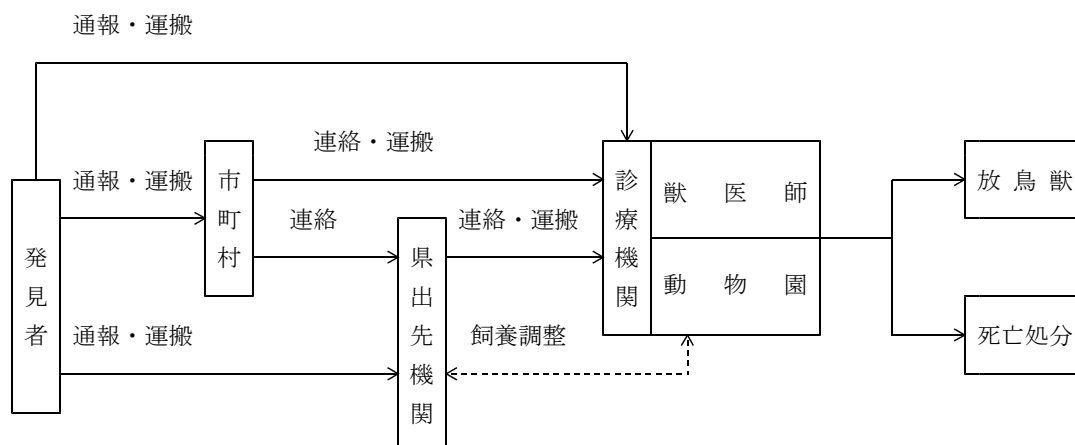 通報・運搬
連絡・運搬
通報・運搬
市町村
連絡
連絡・運搬
発見者
通報・運搬
県出先機関
飼養調整
診療機関
獣医師
動物園
放鳥獣
死亡処分